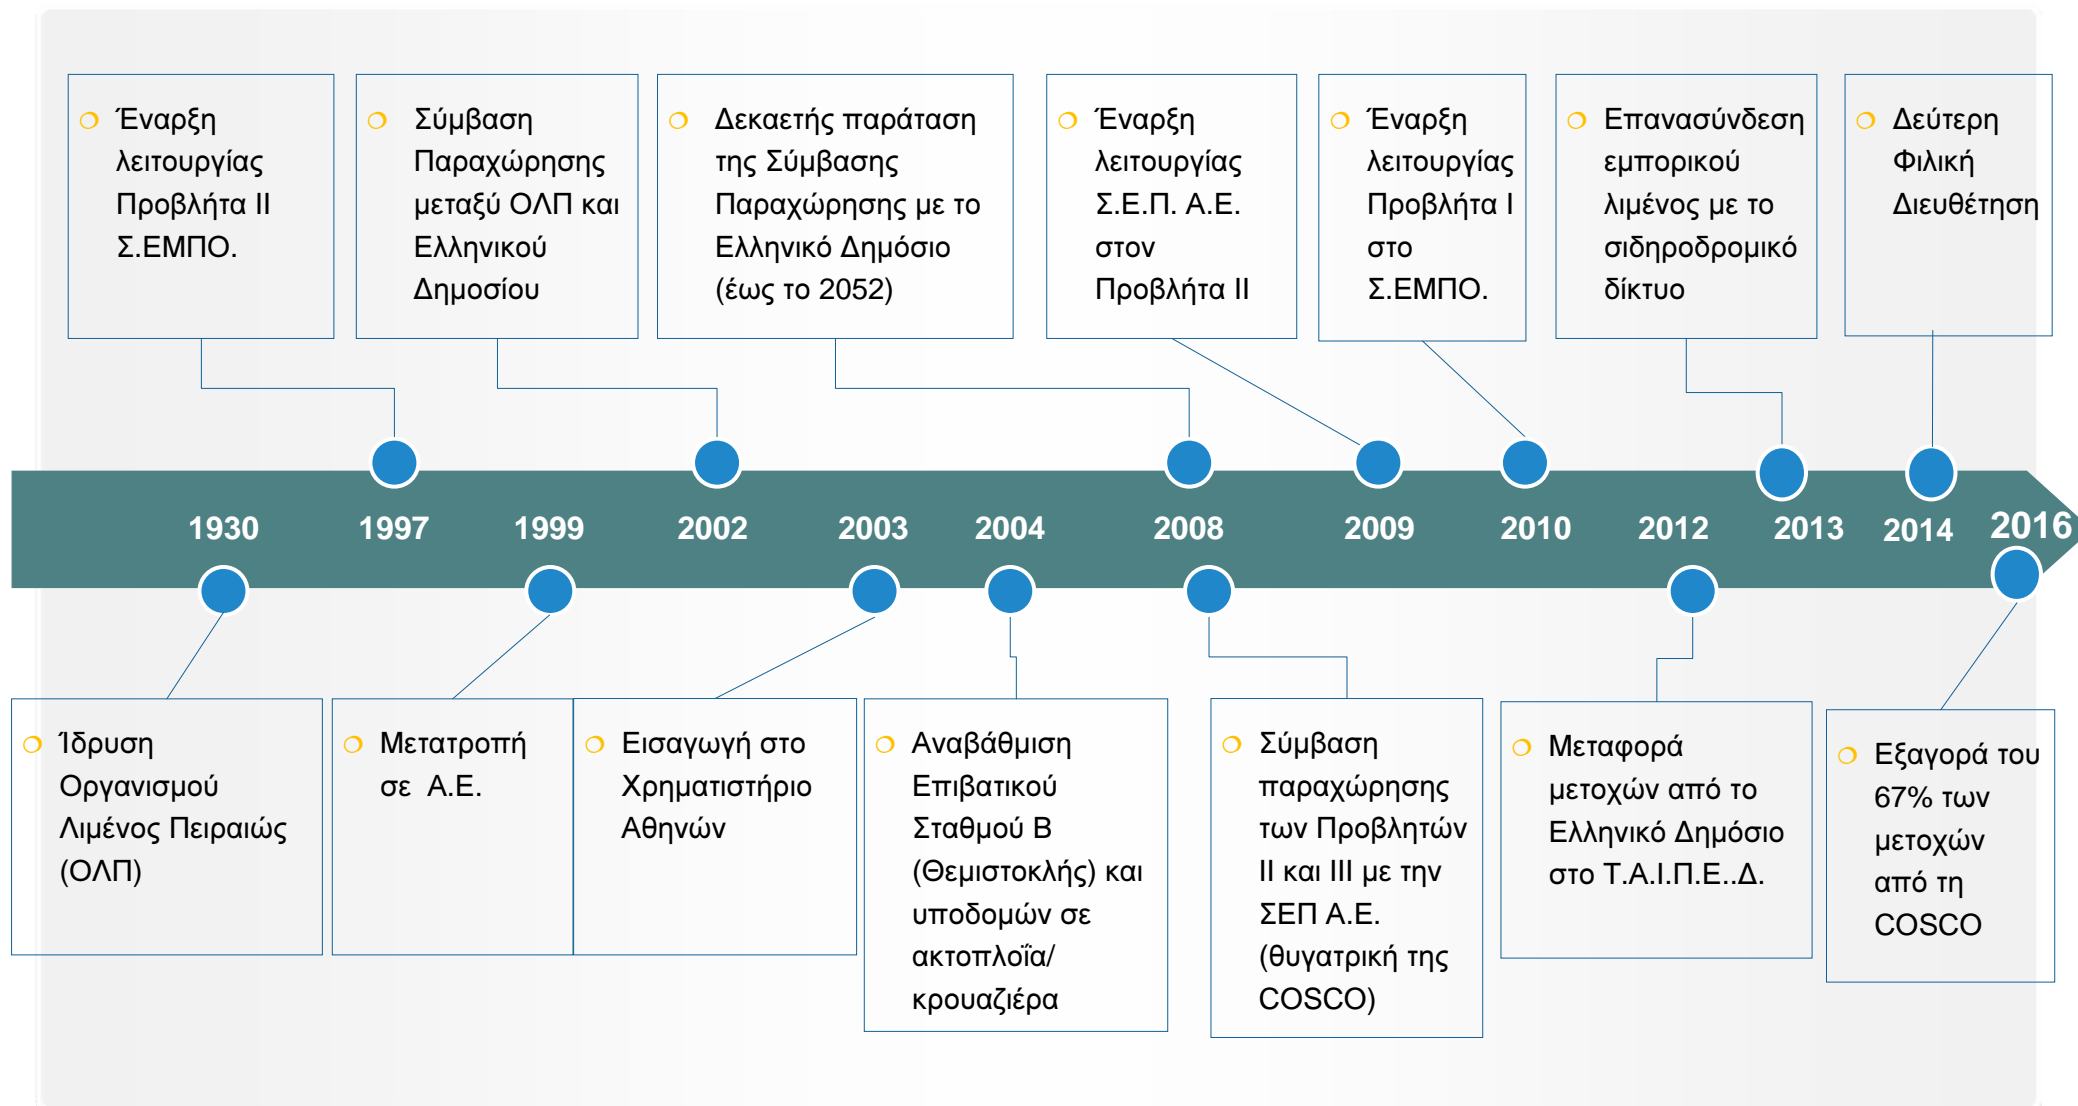 Έναρξη
λειτουργίας
Προβλήτα ΙΙ
Σ.ΕΜΠΟ.
Σύμβαση
Παραχώρησης
μεταξύ ΟΛΠ και
Ελληνικού
Δημοσίου
Δεκαετής παράταση
της Σύμβασης
Παραχώρησης με το
Ελληνικό Δημόσιο
(έως το 2052)
Έναρξη
λειτουργίας
Σ.Ε.Π. Α.Ε.
στον
Προβλήτα ΙΙ
Έναρξη
λειτουργίας
Προβλήτα Ι
στο
Σ.ΕΜΠΟ.
Επανασύνδεση
εμπορικού
λιμένος με το
σιδηροδρομικό
δίκτυο
Δεύτερη
Φιλική
Διευθέτηση
1930 1997 1999 2002 2003 2004 2008 2009 2010 2012 2013 2014 2016
Ίδρυση
Οργανισμού
Λιμένος Πειραιώς
(ΟΛΠ)
Μετατροπή
σε Α.Ε.
Εισαγωγή στο
Χρηματιστήριο
Αθηνών
Αναβάθμιση
Επιβατικού
Σταθμού Β
(Θεμιστοκλής) και
υποδομών σε
ακτοπλοΐα/
κρουαζιέρα
Σύμβαση
παραχώρησης
των Προβλητών
ΙΙ και ΙΙΙ με την
ΣΕΠ Α.Ε.
(θυγατρική της
COSCO)
Μεταφορά
μετοχών από το
Ελληνικό Δημόσιο
στο Τ.Α.Ι.Π.Ε..Δ.
Εξαγορά του
67% των
μετοχών
από τη
COSCO